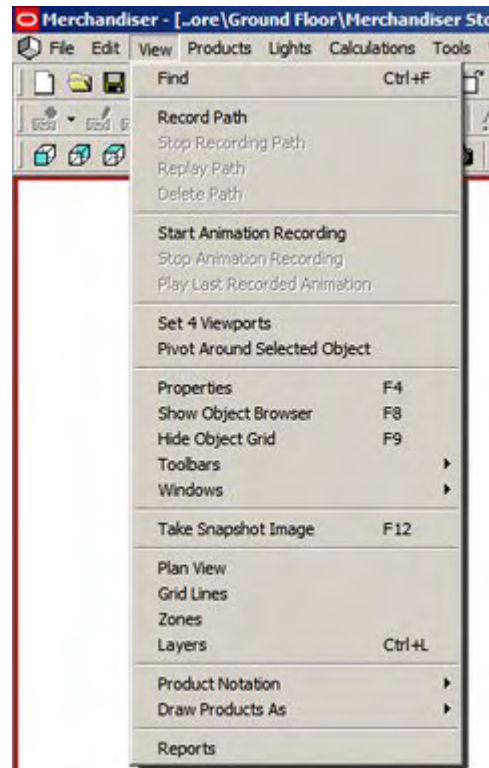 Merchandiser - [..ore\Ground Floor\Merchandiser Sto
File Edit View Products Lights Calculations Tools
Find Ctrl+F
Record Path
Stop Recording Path
Replay Path
Delete Path
Start Animation Recording
Stop Animation Recording
Play Last Recorded Animation
Set 4 Viewports
Pivot Around Selected Object
Properties F4
Show Object Browser F8
Hide Object Grid F9
Toolbars
Windows
Take Snapshot Image F12
Plan View
Grid Lines
Zones
Layers Ctrl+L
Product Notation
Draw Products As
Reports